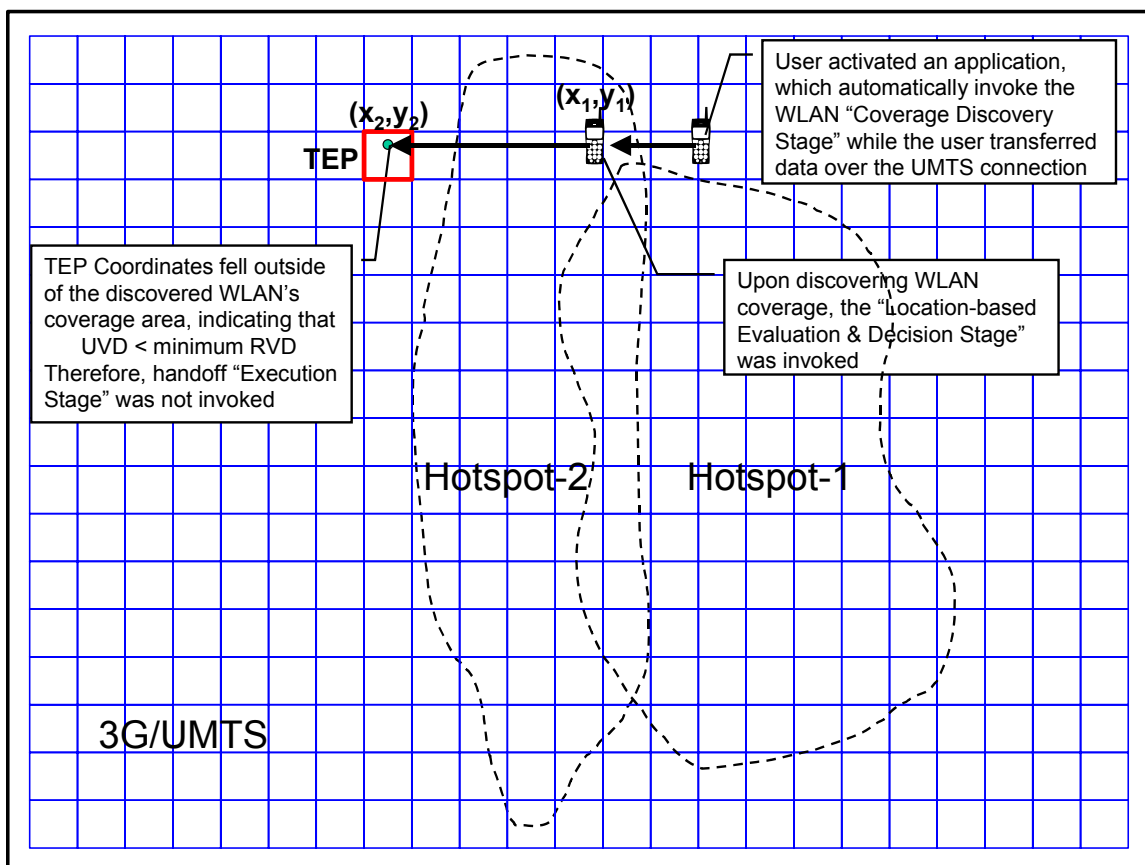 User activated an application,
which automatically invoke the
WLAN “Coverage Discovery
Stage” while the user transferred
data over the UMTS connection
(x1,y1)
(x2,y2)
TEP
TEP Coordinates fell outside
of the discovered WLAN’s
coverage area, indicating that
UVD < minimum RVD
Therefore, handoff “Execution
Stage” was not invoked
Upon discovering WLAN
coverage, the “Location-based
Evaluation & Decision Stage”
was invoked
Hotspot-2
Hotspot-1
3G/UMTS